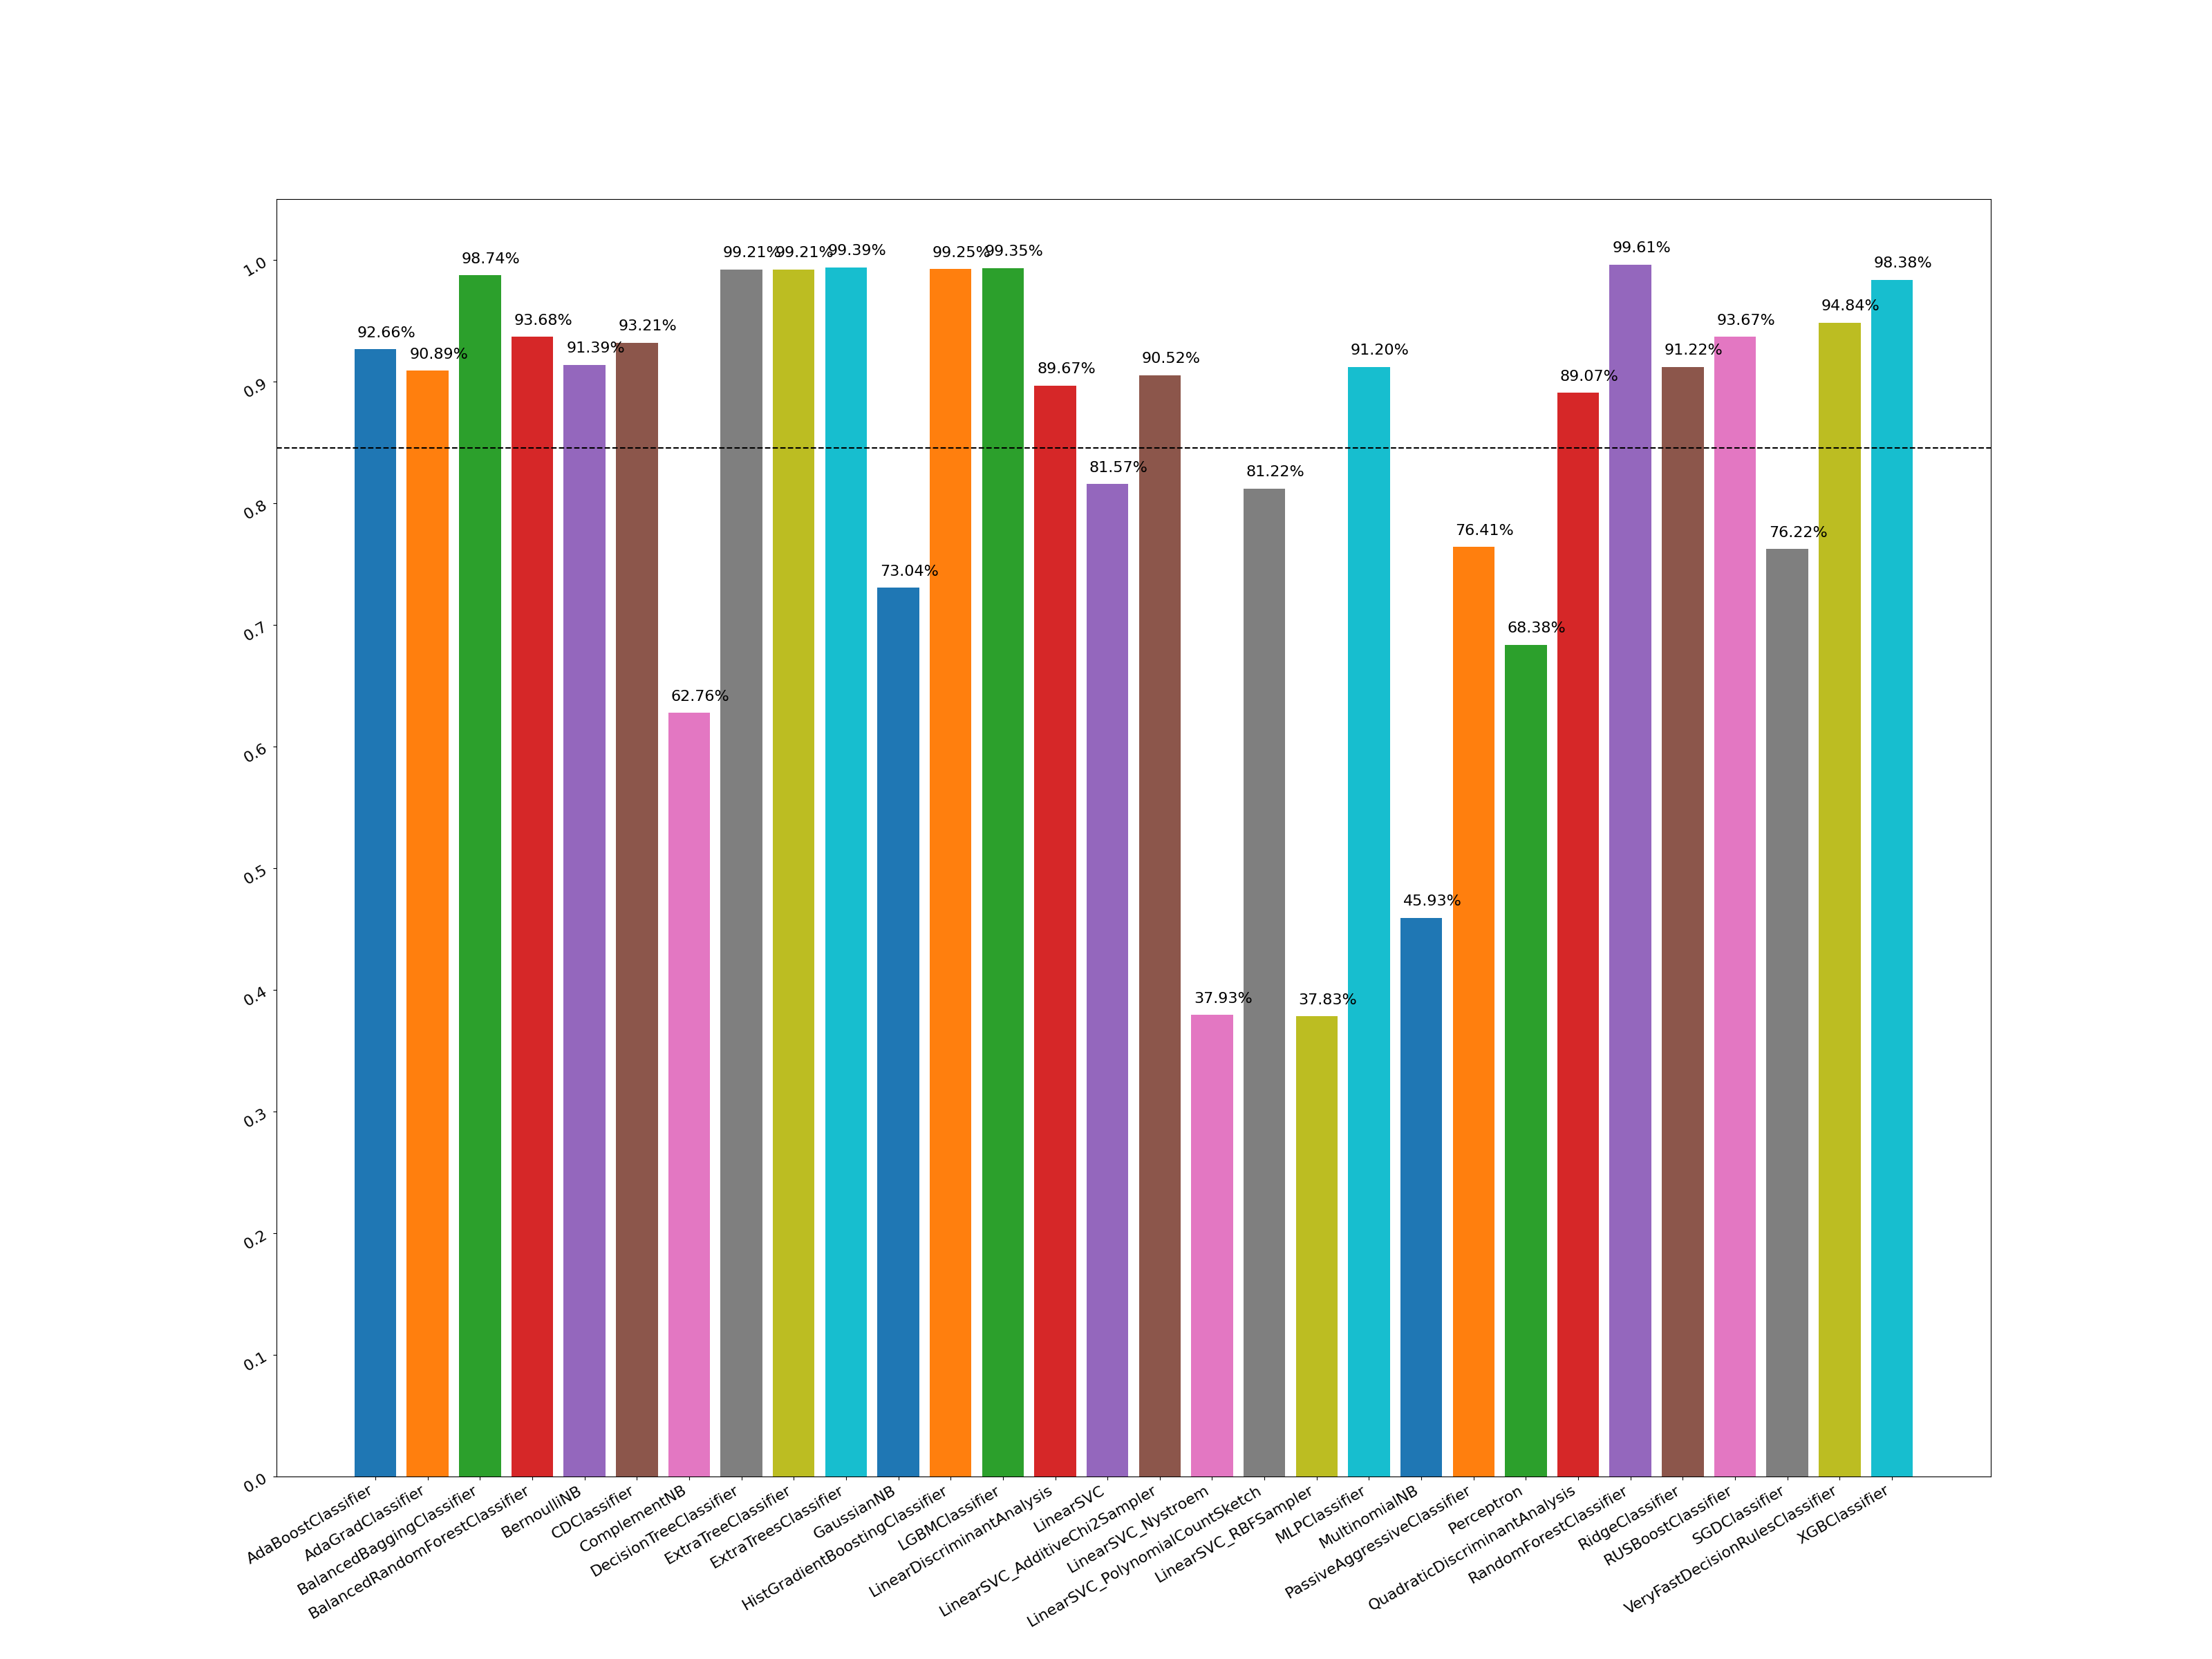 99.61%
99.39%
99.35%
99.21%
99.21%
99.25%
98.74%
98.38%
94.84%
93.68%
93.67%
93.21%
92.66%
91.39%
91.22%
91.20%
90.89%
90.52%
89.67%
89.07%
81.57%
81.22%
76.41%
76.22%
73.04%
68.38%
62.76%
45.93%
37.93%
37.83%
1.0
0.9
0.8
0.7
0.6
0.5
0.4
0.3
0.2
0.1
0.0
AdaBoostClassifier
AdaGradClassifier
BalancedBaggingClassifier
BalancedRandomForestClassifier
BernoulliNB
CDClassifier
ComplementNB
DecisionTreeClassifier
ExtraTreeClassifier
ExtraTreesClassifier
GaussianNB
HistGradientBoostingClassifier
LGBMClassifier
LinearDiscriminantAnalysis
LinearSVC
LinearSVC_AdditiveChi2Sampler
LinearSVC_Nystroem
LinearSVC_PolynomialCountSketch
LinearSVC_RBFSampler
MLPClassifier
MultinomialNB
PassiveAggressiveClassifier
Perceptron
QuadraticDiscriminantAnalysis
RandomForestClassifier
RidgeClassifier
RUSBoostClassifier
SGDClassifier
VeryFastDecisionRulesClassifier
XGBClassifier